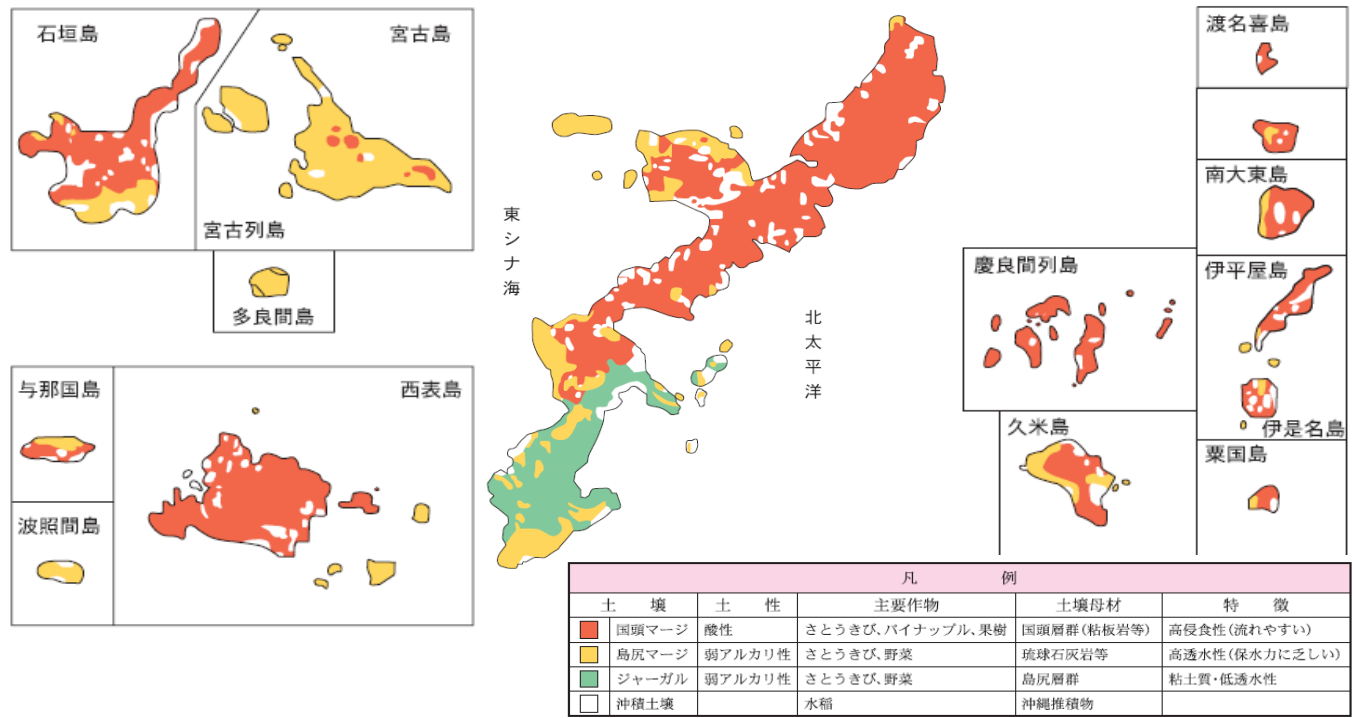 石垣島
宮古島
宮古列島
多良間島
与那国島
西表島
波照間島
東シナ海
北太平洋
渡名喜島
南大東島
慶良間列島
伊平屋島
伊是名島
久米島
粟国島
凡 例
土 壌 土 性 主要作物 土壌母材 特 徴
国頭マージ 酸性 さとうきび、パイナップル、果樹 国頭層群(粘板岩等) 高侵食性(流れやすい)
島尻マージ 弱アルカリ性 さとうきび、野菜 琉球石灰岩等 高透水性(保水力に乏しい)
ジャーガル 弱アルカリ性 さとうきび、野菜 島尻層群 粘土質・低透水性
沖積土壌 水稲 沖縄推積物